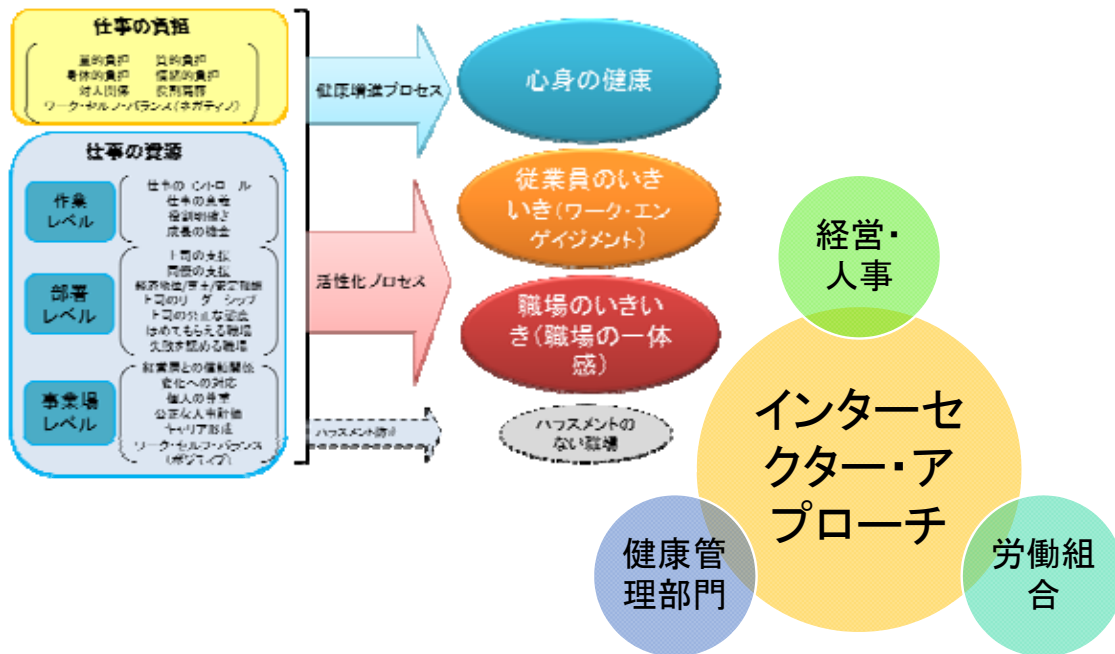 仕事の負担
量的負担 質的負担
身体的負担 情緒的負担
対人関係 役割葛藤
ワーク・セルフ・バランス(ネガティブ)
仕事の資源
作業
レベル
仕事のコントロール
仕事の意義
役割明確さ
成長の機会
部署
レベル
上司の支援
同僚の支援
経済地位/尊重/安定報酬
上司のリーダーシップ
上司の公正な態度
ほめてもらえる職場
失敗を認める職場
事業場
レベル
経営層との信頼関係
変化への対応
個人の尊重
公正な人事評価
キャリア形成
ワーク・セルフ・バランス
(ポジティブ)
健康増進プロセス
活性化プロセス
ハラスメント防止
心身の健康
従業員のいき
いき(ワーク・エン
ゲイジメント)
職場のいきい
き(職場の一体
感)
ハラスメントの
ない職場
経営・
人事
インターセ
クター・ア
プローチ
健康管
理部門
労働組
合